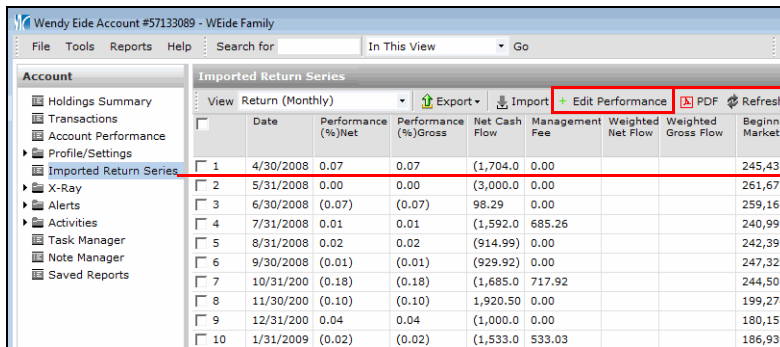 Wendy Eide Account #57133089 - WEide Family
File Tools Reports Help Search for In This View Go
Account
Holdings Summary
Transactions
Account Performance
Profile/Settings
Imported Return Series
X-Ray
Alerts
Activities
Task Manager
Note Manager
Saved Reports
Imported Return Series
View Return (Monthly) Export Import + Edit Performance PDF Refresh
Date Performance (%)Net Performance (%)Gross Net Cash Flow Management Fee Weighted Net Flow Weighted Gross Flow Beginn Market
1 4/30/2008 0.07 0.07 (1,704.0 0.00 245,43
2 5/31/2008 0.00 0.00 (3,000.0 0.00 261,67
3 6/30/2008 (0.07) (0.07) 98.29 0.00 259,16
4 7/31/2008 0.01 0.01 (1,592.0 685.26 240,99
5 8/31/2008 0.02 0.02 (914.99) 0.00 242,39
6 9/30/2008 (0.01) (0.01) (929.92) 0.00 247,32
7 10/31/200 (0.18) (0.18) (1,685.0 717.92 244,50
8 11/30/200 (0.10) (0.10) 1,920.50 0.00 199,27
9 12/31/200 0.04 0.04 (1,000.0 0.00 180,15
10 1/31/2009 (0.02) (0.02) (1,533.0 533.03 186,93